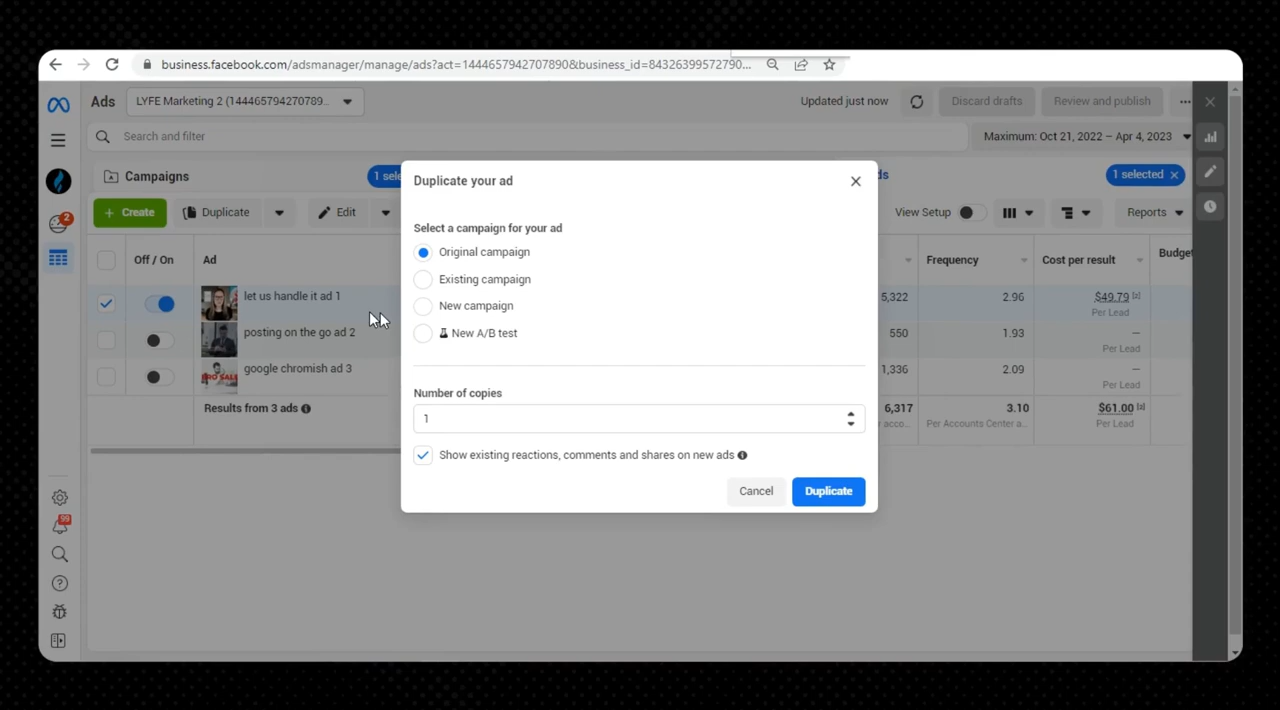 business.facebook.com/adsmanager/manage/ads?act=1444657942707890&business_id=84326399572790...
Ads
LYFE Marketing 2 (144465794270789...
Updated just now
Discard drafts
Review and publish
Search and filter
Maximum: Oct 21, 2022 – Apr 4, 2023
Campaigns
1 sele
Duplicate your ad
ds
1 selected
+ Create
Duplicate
Edit
View Setup
Reports
Select a campaign for your ad
Original campaign
Existing campaign
New campaign
New A/B test
Off / On
Ad
Frequency
Cost per result
Budget
2
let us handle it ad 1
5,322
2.96
$49.79 [2]
Per Lead
posting on the go ad 2
550
1.93
—
Per Lead
google chromish ad 3
1,336
2.09
—
Per Lead
Results from 3 ads
6,317
acco...
3.10
Per Accounts Center a...
$61.00 [2]
Per Lead
Number of copies
1
Show existing reactions, comments and shares on new ads
Cancel
Duplicate
99